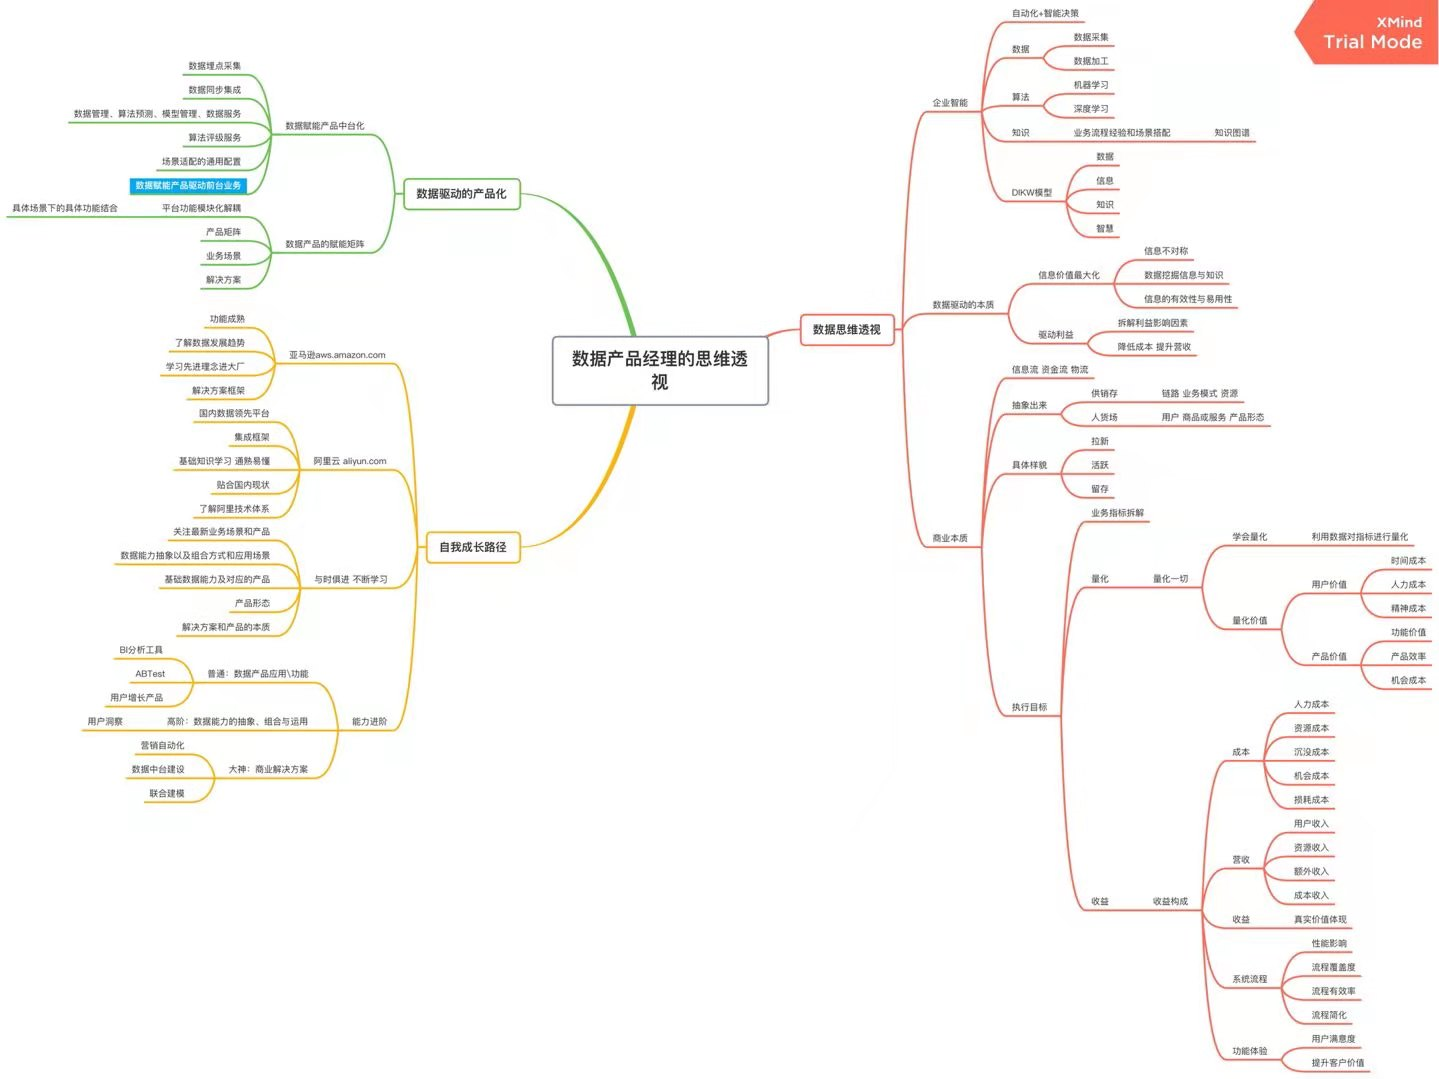 XMind
Trial Mode
数据产品经理的思维透
视
数据驱动的产品化
数据赋能产品中台化
数据埋点采集
数据同步集成
数据管理、算法预测、模型管理、数据服务
算法评级服务
场景适配的通用配置
数据赋能产品驱动前台业务
数据产品的赋能矩阵
平台功能模块化解耦
具体场景下的具体功能结合
产品矩阵
业务场景
解决方案
自我成长路径
亚马逊aws.amazon.com
功能成熟
了解数据发展趋势
学习先进理念进大厂
解决方案框架
阿里云 aliyun.com
国内数据领先平台
集成框架
基础知识学习 通熟易懂
贴合国内现状
了解阿里技术体系
与时俱进 不断学习
关注最新业务场景和产品
数据能力抽象以及组合方式和应用场景
基础数据能力及对应的产品
产品形态
解决方案和产品的本质
能力进阶
普通：数据产品应用\功能
BI分析工具
ABTest
用户增长产品
高阶：数据能力的抽象、组合与运用
用户洞察
大神：商业解决方案
营销自动化
数据中台建设
联合建模
数据思维透视
企业智能
自动化+智能决策
数据
数据采集
数据加工
算法
机器学习
深度学习
知识
业务流程经验和场景搭配
知识图谱
DIKW模型
数据
信息
知识
智慧
数据驱动的本质
信息价值最大化
信息不对称
数据挖掘信息与知识
信息的有效性与易用性
驱动利益
拆解利益影响因素
降低成本 提升营收
商业本质
信息流 资金流 物流
抽象出来
供销存
链路 业务模式 资源
人货场
用户 商品或服务 产品形态
具体样貌
拉新
活跃
留存
执行目标
业务指标拆解
量化
量化一切
学会量化
利用数据对指标进行量化
量化价值
用户价值
时间成本
人力成本
精神成本
产品价值
功能价值
产品效率
机会成本
收益
收益构成
成本
人力成本
资源成本
沉没成本
机会成本
损耗成本
营收
用户收入
资源收入
额外收入
成本收入
收益
真实价值体现
系统流程
性能影响
流程覆盖度
流程有效率
流程简化
功能体验
用户满意度
提升客户价值